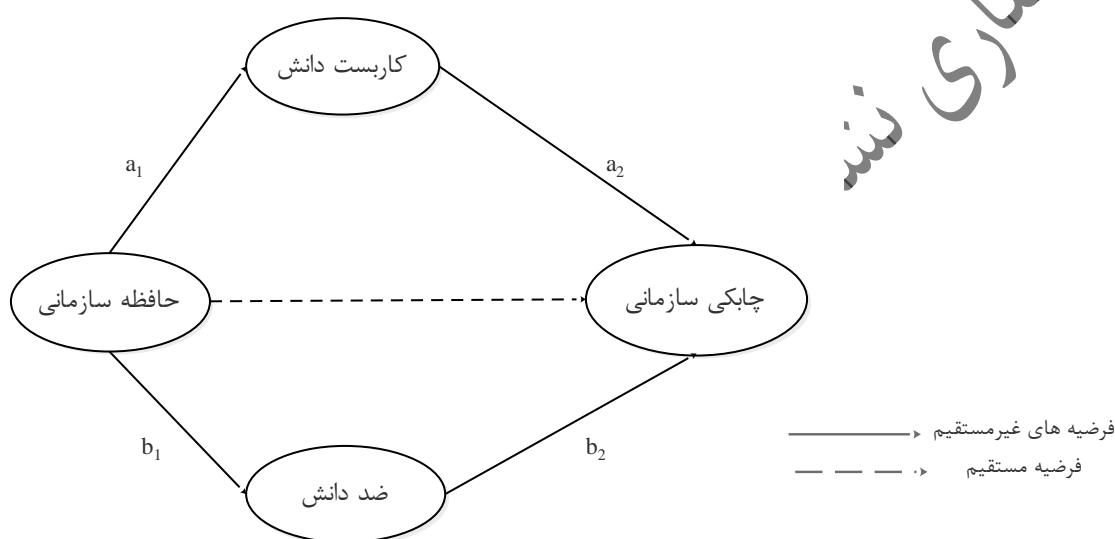 کاربست دانش
a₁
a₂
حافظه سازمانی
چابکی سازمانی
b₁
b₂
ضد دانش
فرضیه های غیرمستقیم
فرضیه مستقیم